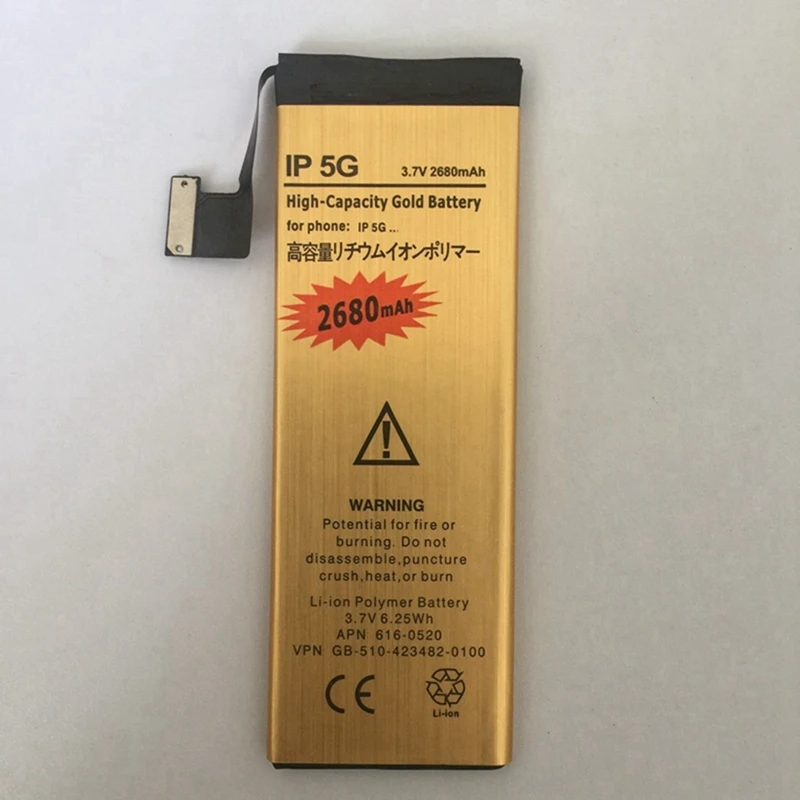 IP 5G 3.7V 2680mAh
High-Capacity Gold Battery
for phone: IP 5G ..
高容量リチウムイオンポリマー
2680mAh
!
WARNING
Potential for fire or
burning. Do not
disassemble,puncture
crush,heat,or burn
Li-ion Polymer Battery
3.7V 6.25Wh
APN 616-0520
VPN GB-510-423482-0100
CE
Li-ion